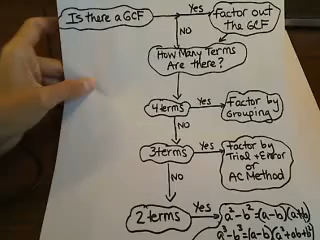 Is there a GCF
Yes
Factor out
the GCF
NO
How Many Terms
Are there?
4 terms
Yes
Factor by
Grouping
NO
3 terms
Yes
factor by
Trial + Error
or
AC Method
NO
2 terms
Yes
a²-b²=(a-b)(a+b)
a³-b³=(a-b)(a²+ab+b²)